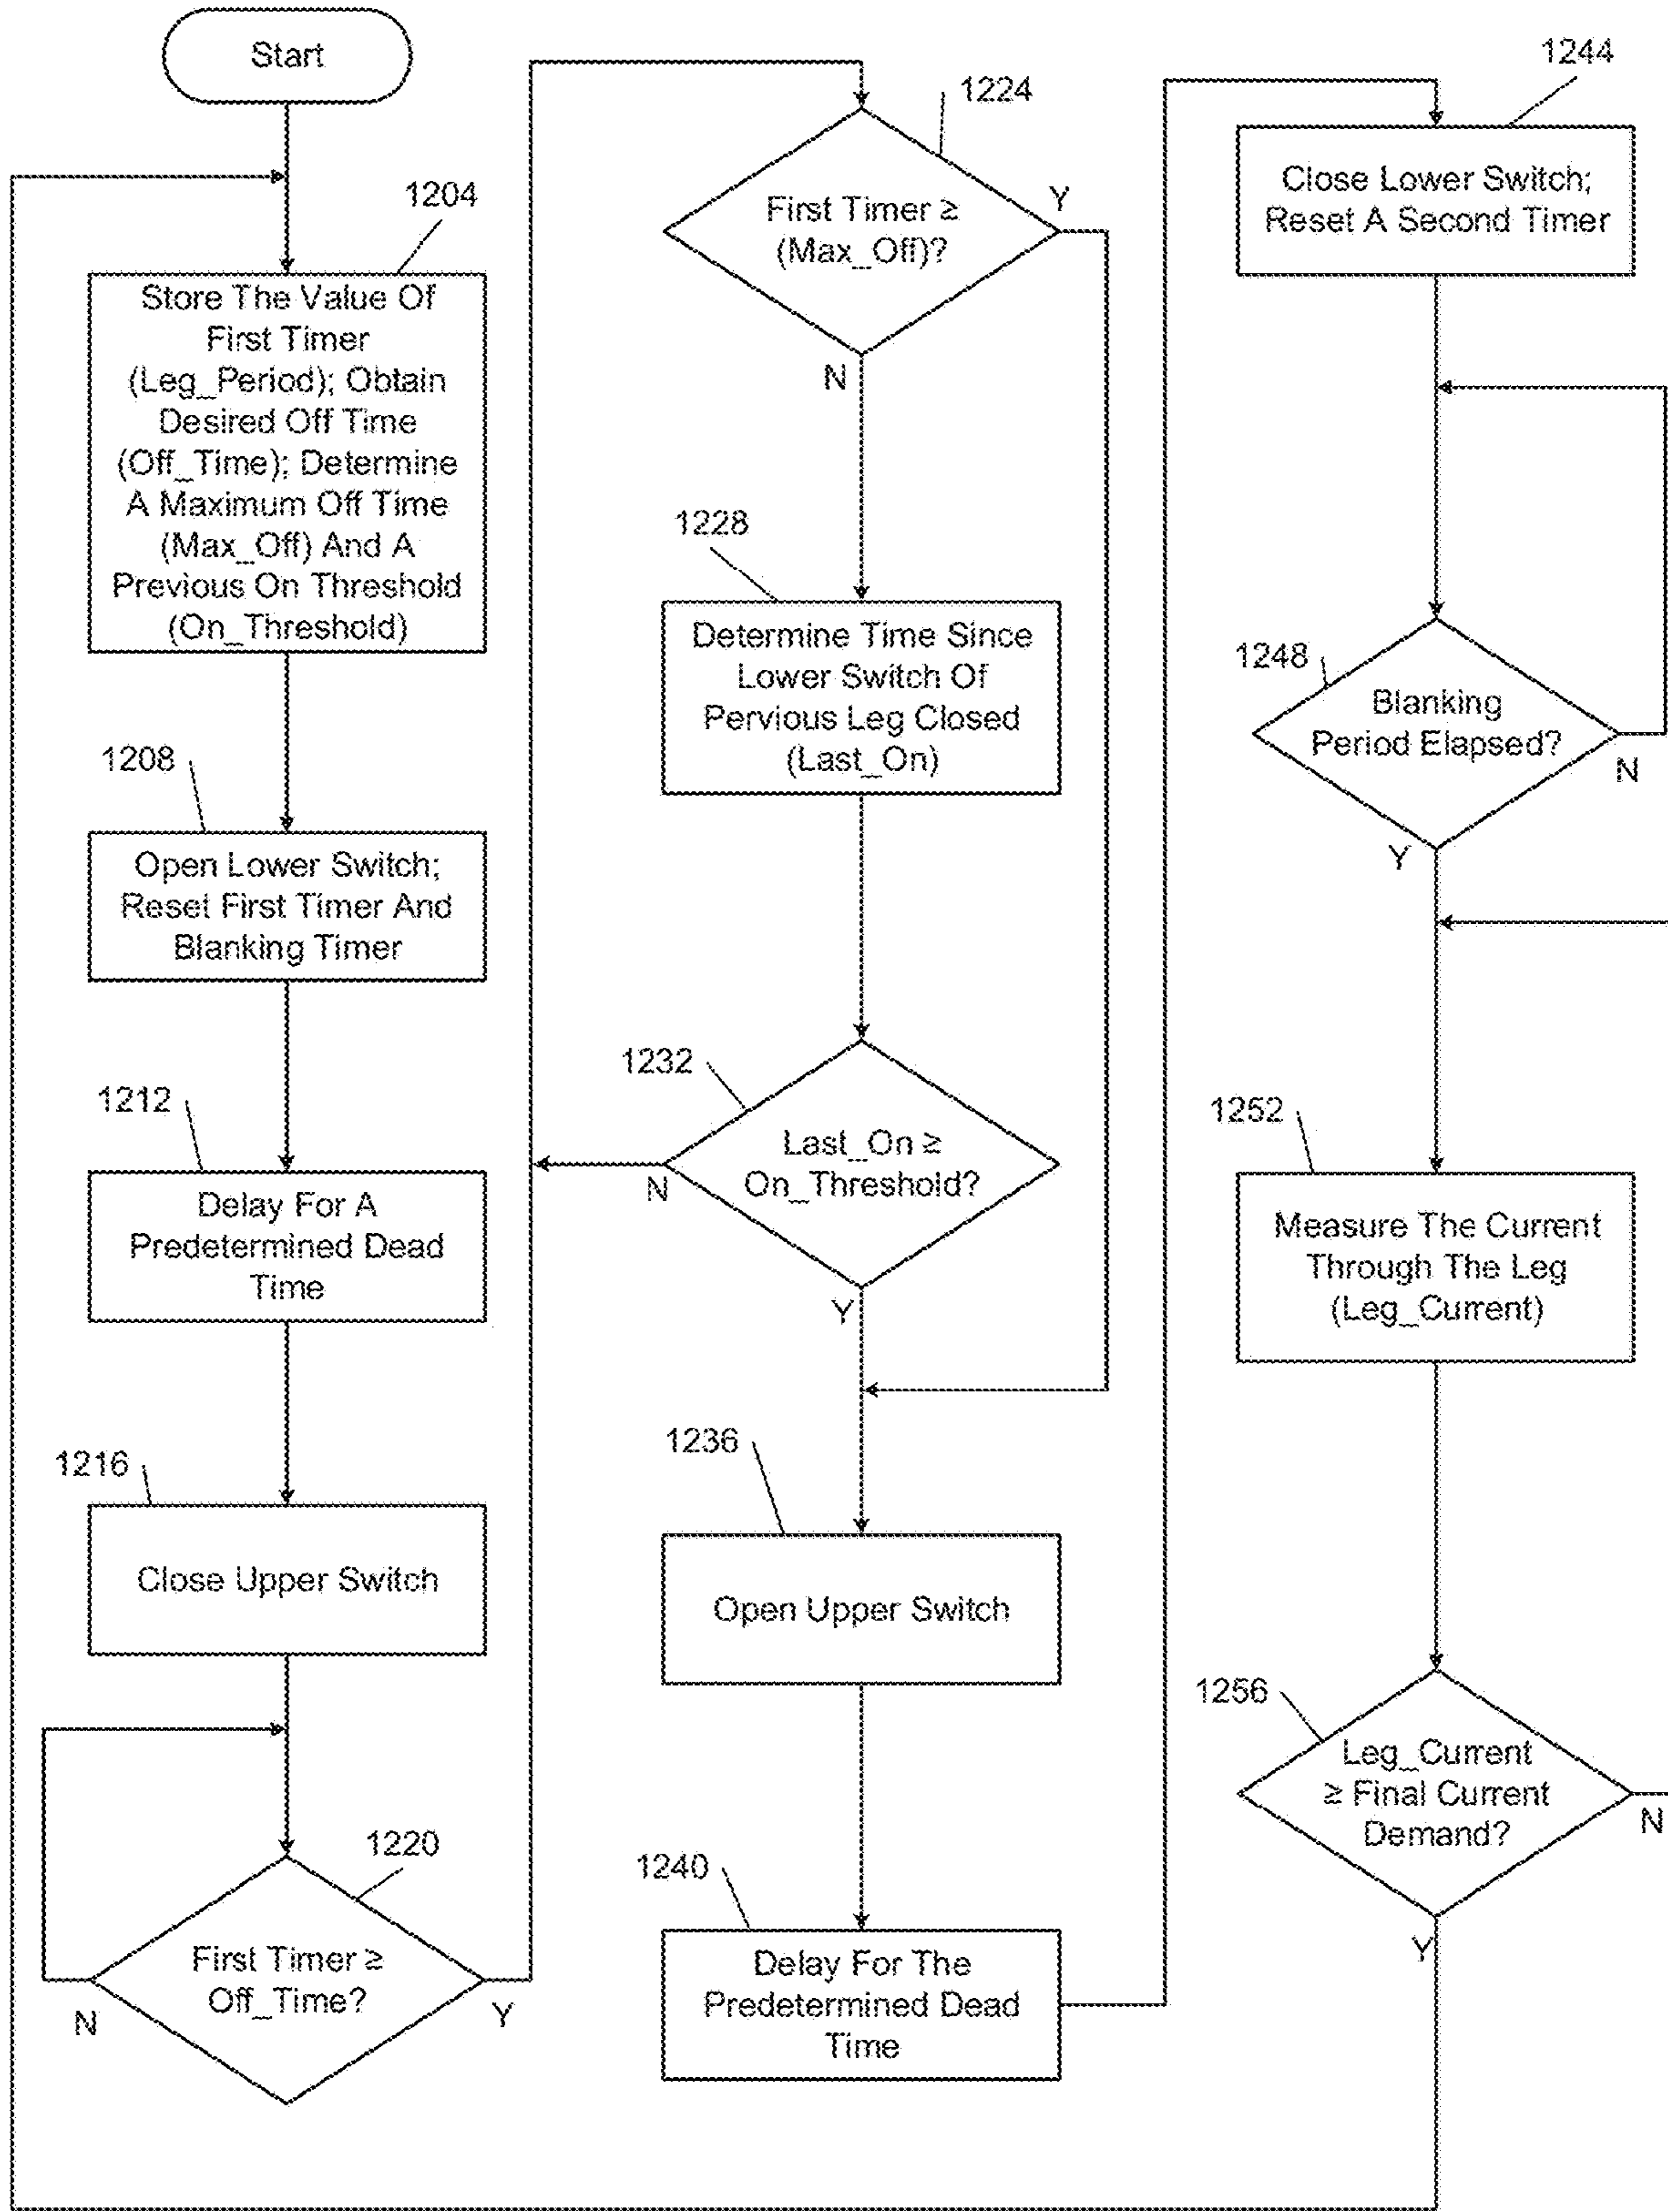 Start
1204
Store The Value Of
First Timer
(Leg_Period); Obtain
Desired Off Time
(Off_Time); Determine
A Maximum Off Time
(Max_Off) And A
Previous On Threshold
(On_Threshold)
1208
Open Lower Switch;
Reset First Timer And
Blanking Timer
1212
Delay For A
Predetermined Dead
Time
1216
Close Upper Switch
1220
First Timer ≥
Off_Time?
N
Y
1224
First Timer ≥
(Max_Off)?
Y
N
1228
Determine Time Since
Lower Switch Of
Pervious Leg Closed
(Last_On)
1232
Last_On ≥
On_Threshold?
N
Y
1236
Open Upper Switch
1240
Delay For The
Predetermined Dead
Time
1244
Close Lower Switch;
Reset A Second Timer
1248
Blanking
Period Elapsed?
N
Y
1252
Measure The Current
Through The Leg
(Leg_Current)
1256
Leg_Current
≥ Final Current
Demand?
N
Y